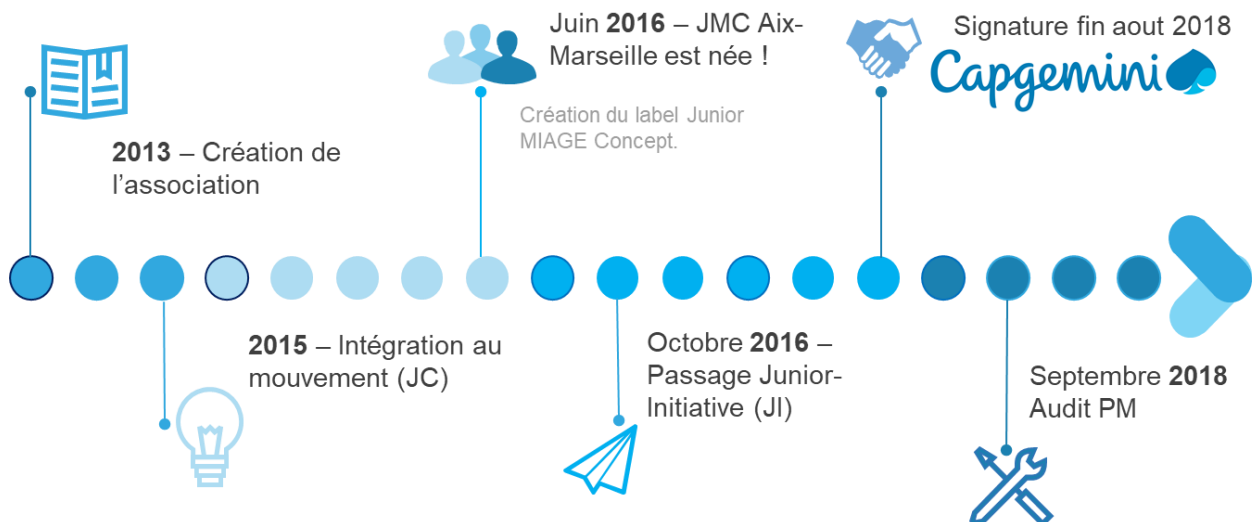 2013 – Création de
l’association
2015 – Intégration au
mouvement (JC)
Juin 2016 – JMC Aix-
Marseille est née !
Création du label Junior
MIAGE Concept.
Octobre 2016 –
Passage Junior-
Initiative (JI)
Signature fin aout 2018
Capgemini
Septembre 2018
Audit PM